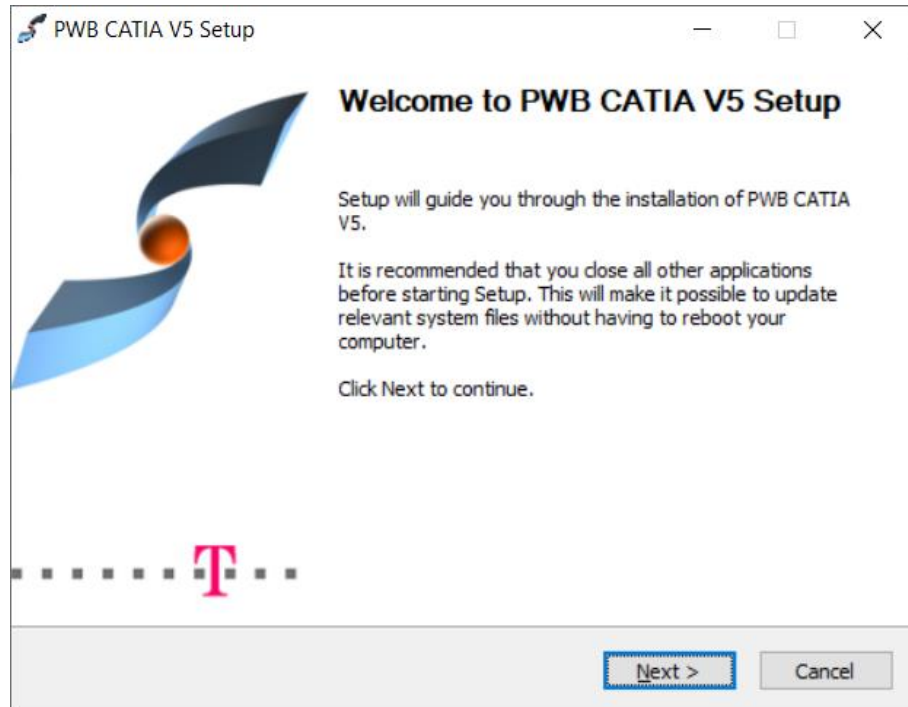 PWB CATIA V5 Setup
Welcome to PWB CATIA V5 Setup
Setup will guide you through the installation of PWB CATIA
V5.
It is recommended that you close all other applications
before starting Setup. This will make it possible to update
relevant system files without having to reboot your
computer.
Click Next to continue.
T
Next >
Cancel